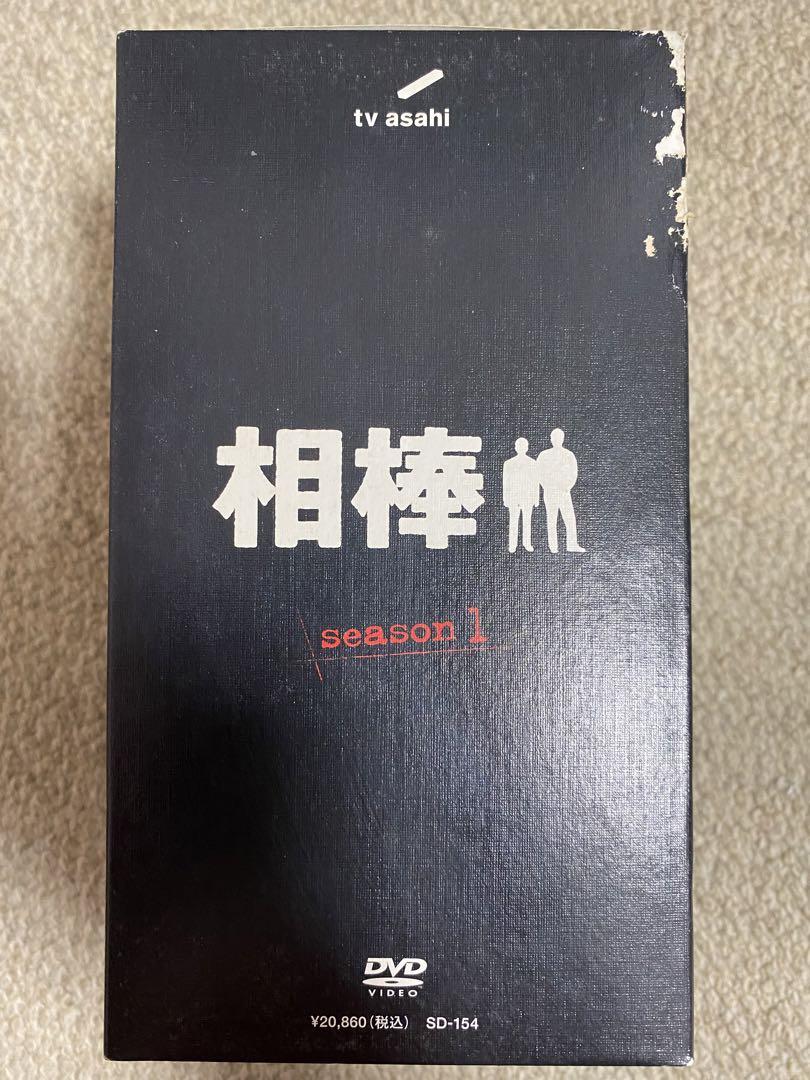 tv asahi
相棒
season 1
DVD
VIDEO
¥20,860(税込) SD-154